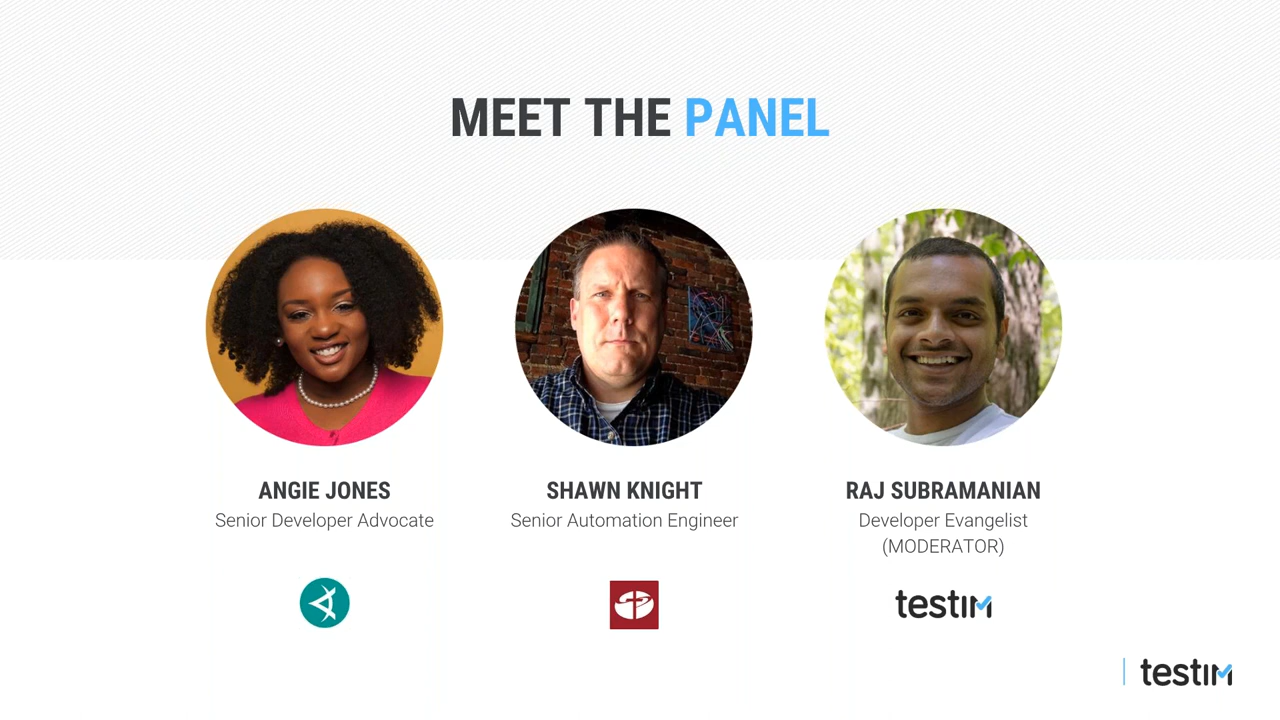 MEET THE PANEL
ANGIE JONES
Senior Developer Advocate
SHAWN KNIGHT
Senior Automation Engineer
RAJ SUBRAMANIAN
Developer Evangelist
(MODERATOR)
testim
testim